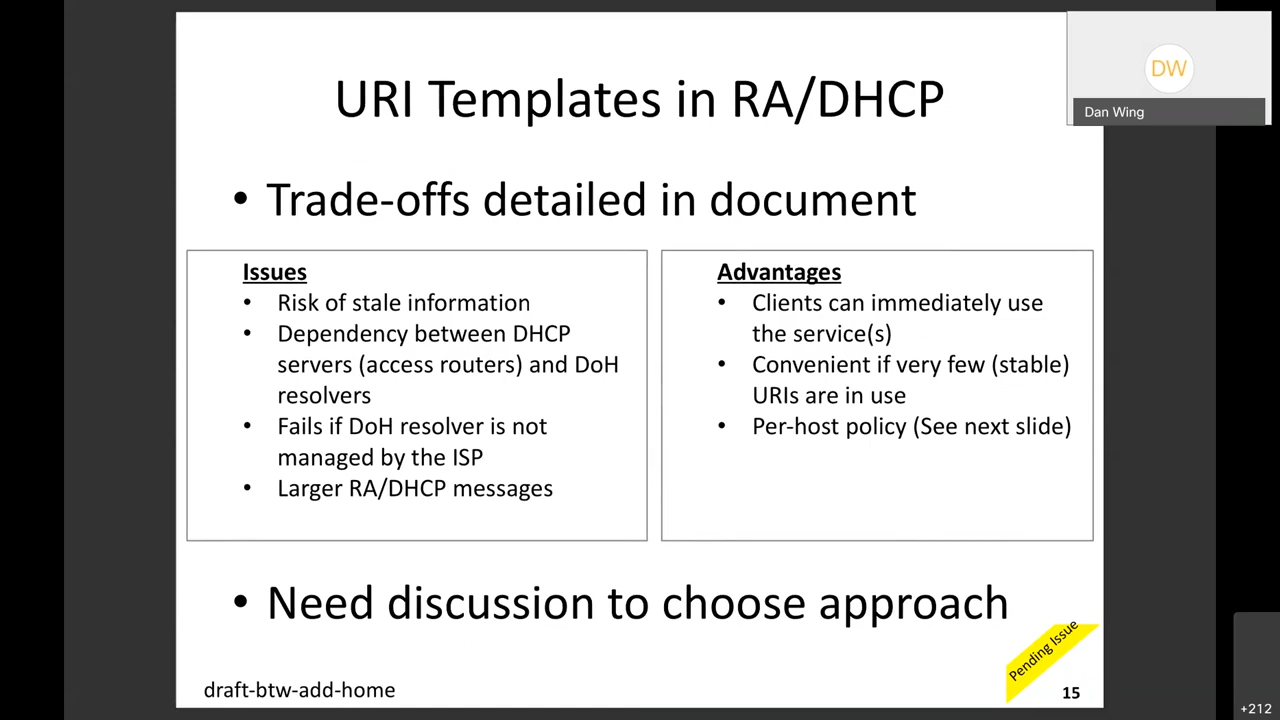 URI Templates in RA/DHCP
DW
Dan Wing
• Trade-offs detailed in document
Issues
• Risk of stale information
• Dependency between DHCP
servers (access routers) and DoH
resolvers
• Fails if DoH resolver is not
managed by the ISP
• Larger RA/DHCP messages
Advantages
• Clients can immediately use
the service(s)
• Convenient if very few (stable)
URIs are in use
• Per-host policy (See next slide)
• Need discussion to choose approach
Pending Issue
draft-btw-add-home
15
+212